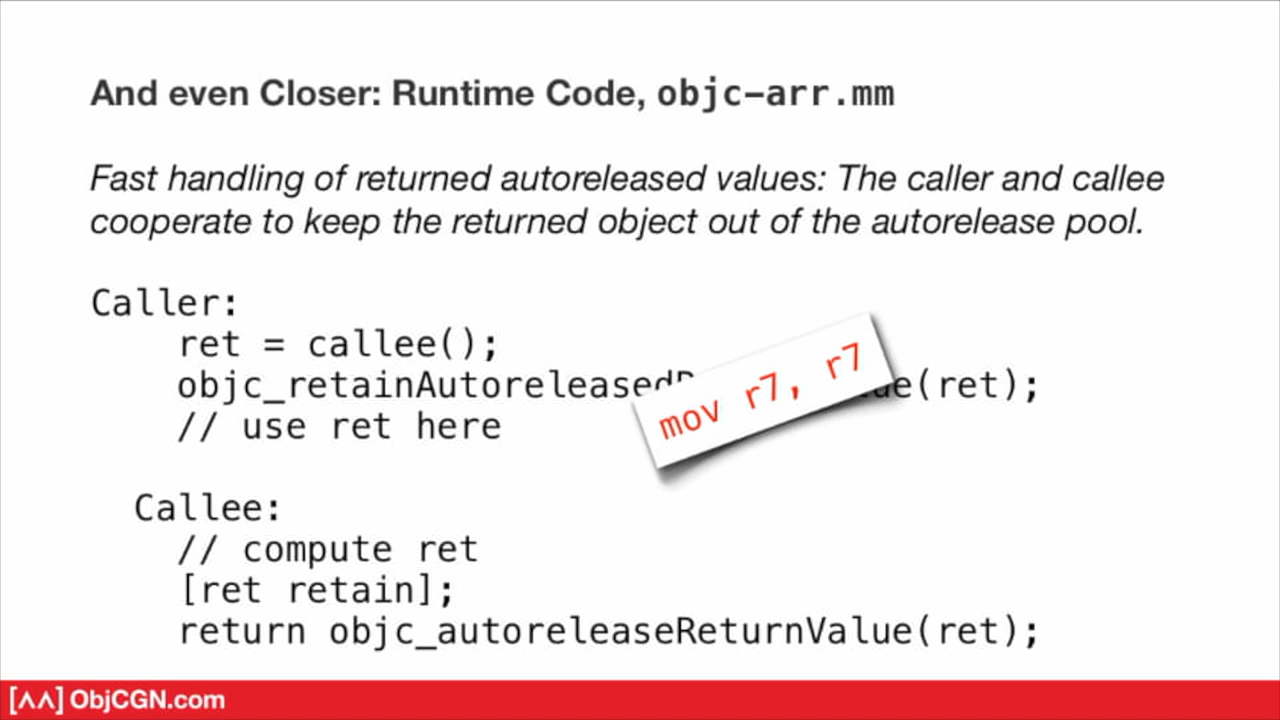 And even Closer: Runtime Code, objc-arr.mm
Fast handling of returned autoreleased values: The caller and callee
cooperate to keep the returned object out of the autorelease pool.
Caller:
ret = callee();
(ret);
mov r7, r7
// use ret here
Callee:
// compute ret
[ret retain];
return objc_autoreleaseReturnValue(ret);
[ʌʌ] ObjCGN.com